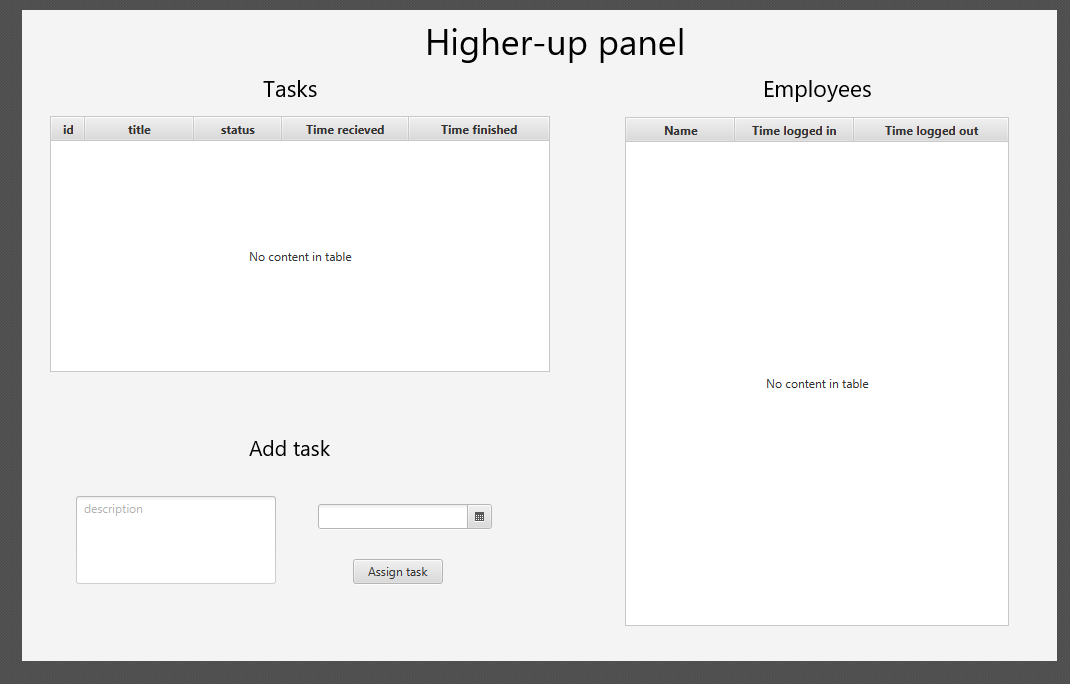 Higher-up panel
Tasks
id title status Time recieved Time finished
No content in table
Employees
Name Time logged in Time logged out
No content in table
Add task
description
Assign task